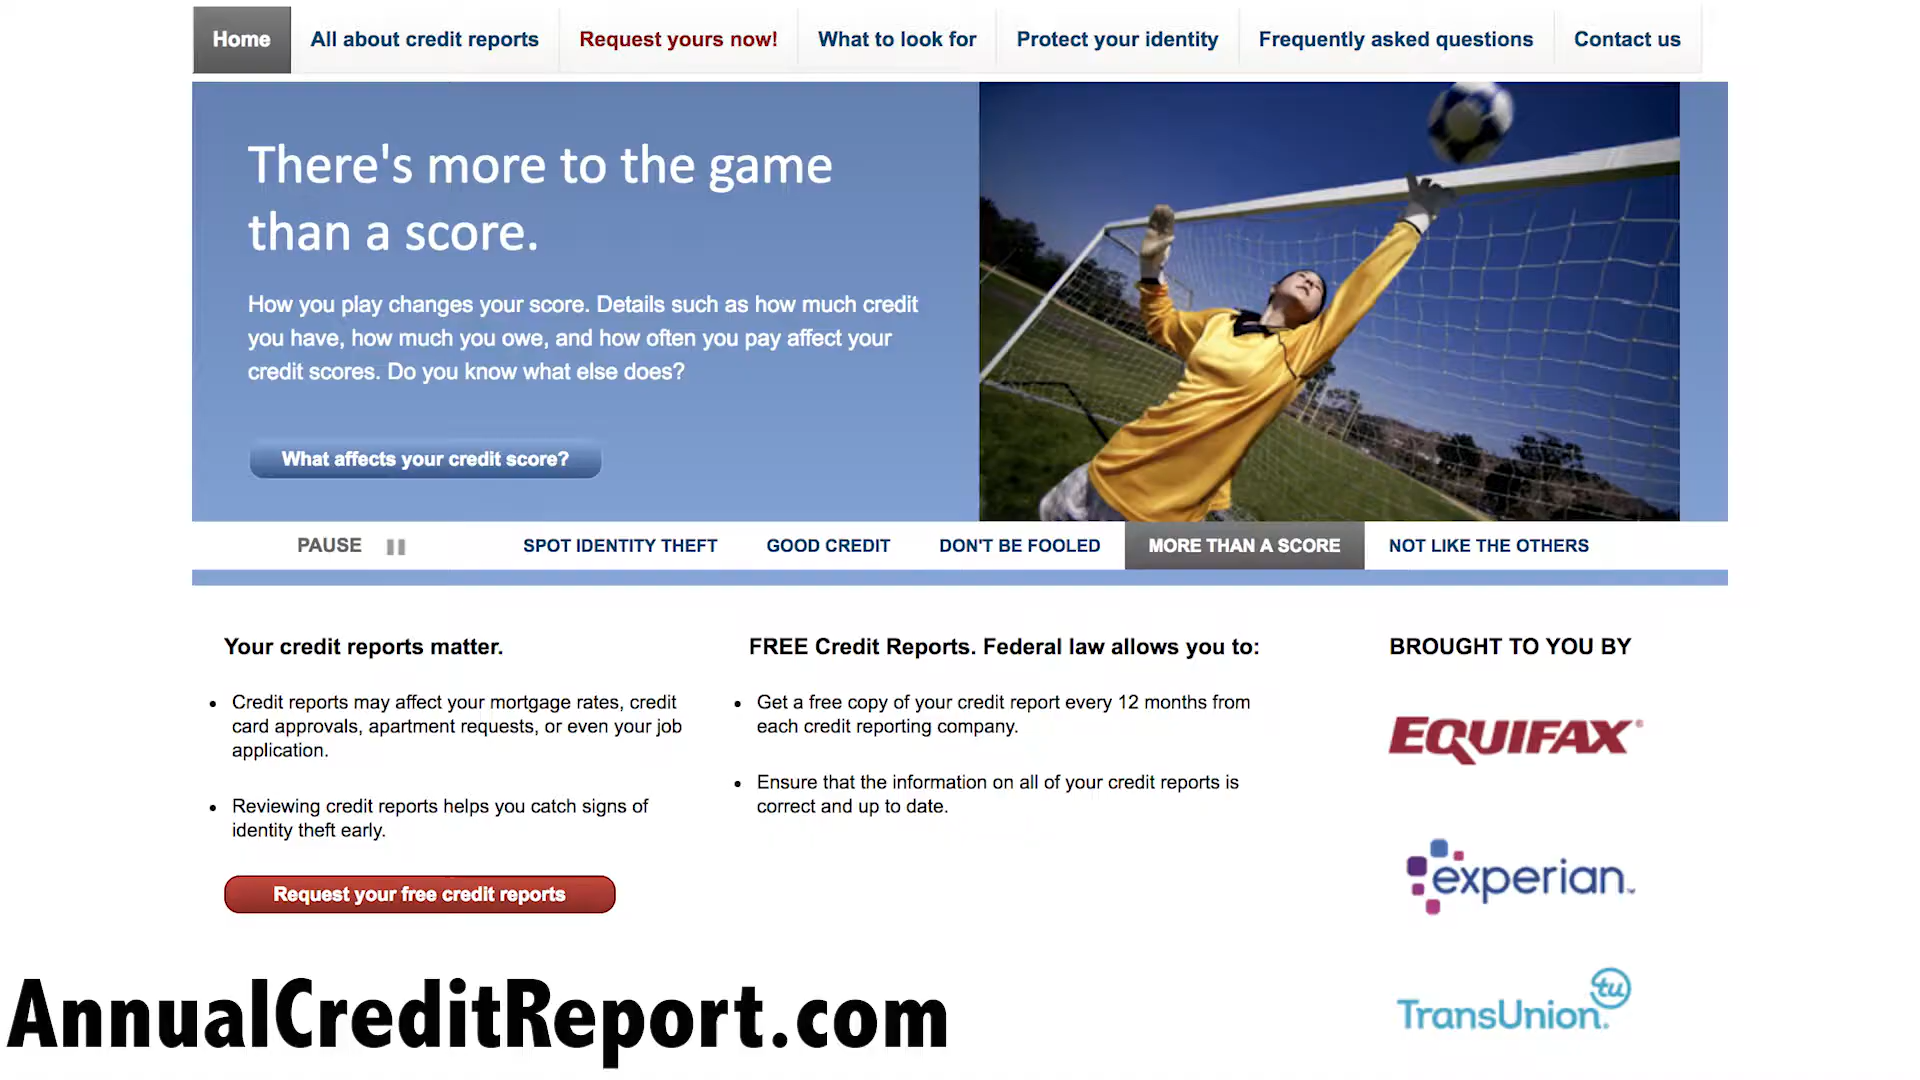 Home
All about credit reports
Request yours now!
What to look for
Protect your identity
Frequently asked questions
Contact us
There's more to the game
than a score.
How you play changes your score. Details such as how much credit
you have, how much you owe, and how often you pay affect your
credit scores. Do you know what else does?
What affects your credit score?
PAUSE
SPOT IDENTITY THEFT
GOOD CREDIT
DON'T BE FOOLED
MORE THAN A SCORE
NOT LIKE THE OTHERS
Your credit reports matter.
• Credit reports may affect your mortgage rates, credit
card approvals, apartment requests, or even your job
application.
• Reviewing credit reports helps you catch signs of
identity theft early.
Request your free credit reports
FREE Credit Reports. Federal law allows you to:
• Get a free copy of your credit report every 12 months from
each credit reporting company.
• Ensure that the information on all of your credit reports is
correct and up to date.
BROUGHT TO YOU BY
EQUIFAX®
experian™
tu
TransUnion®
AnnualCreditReport.com